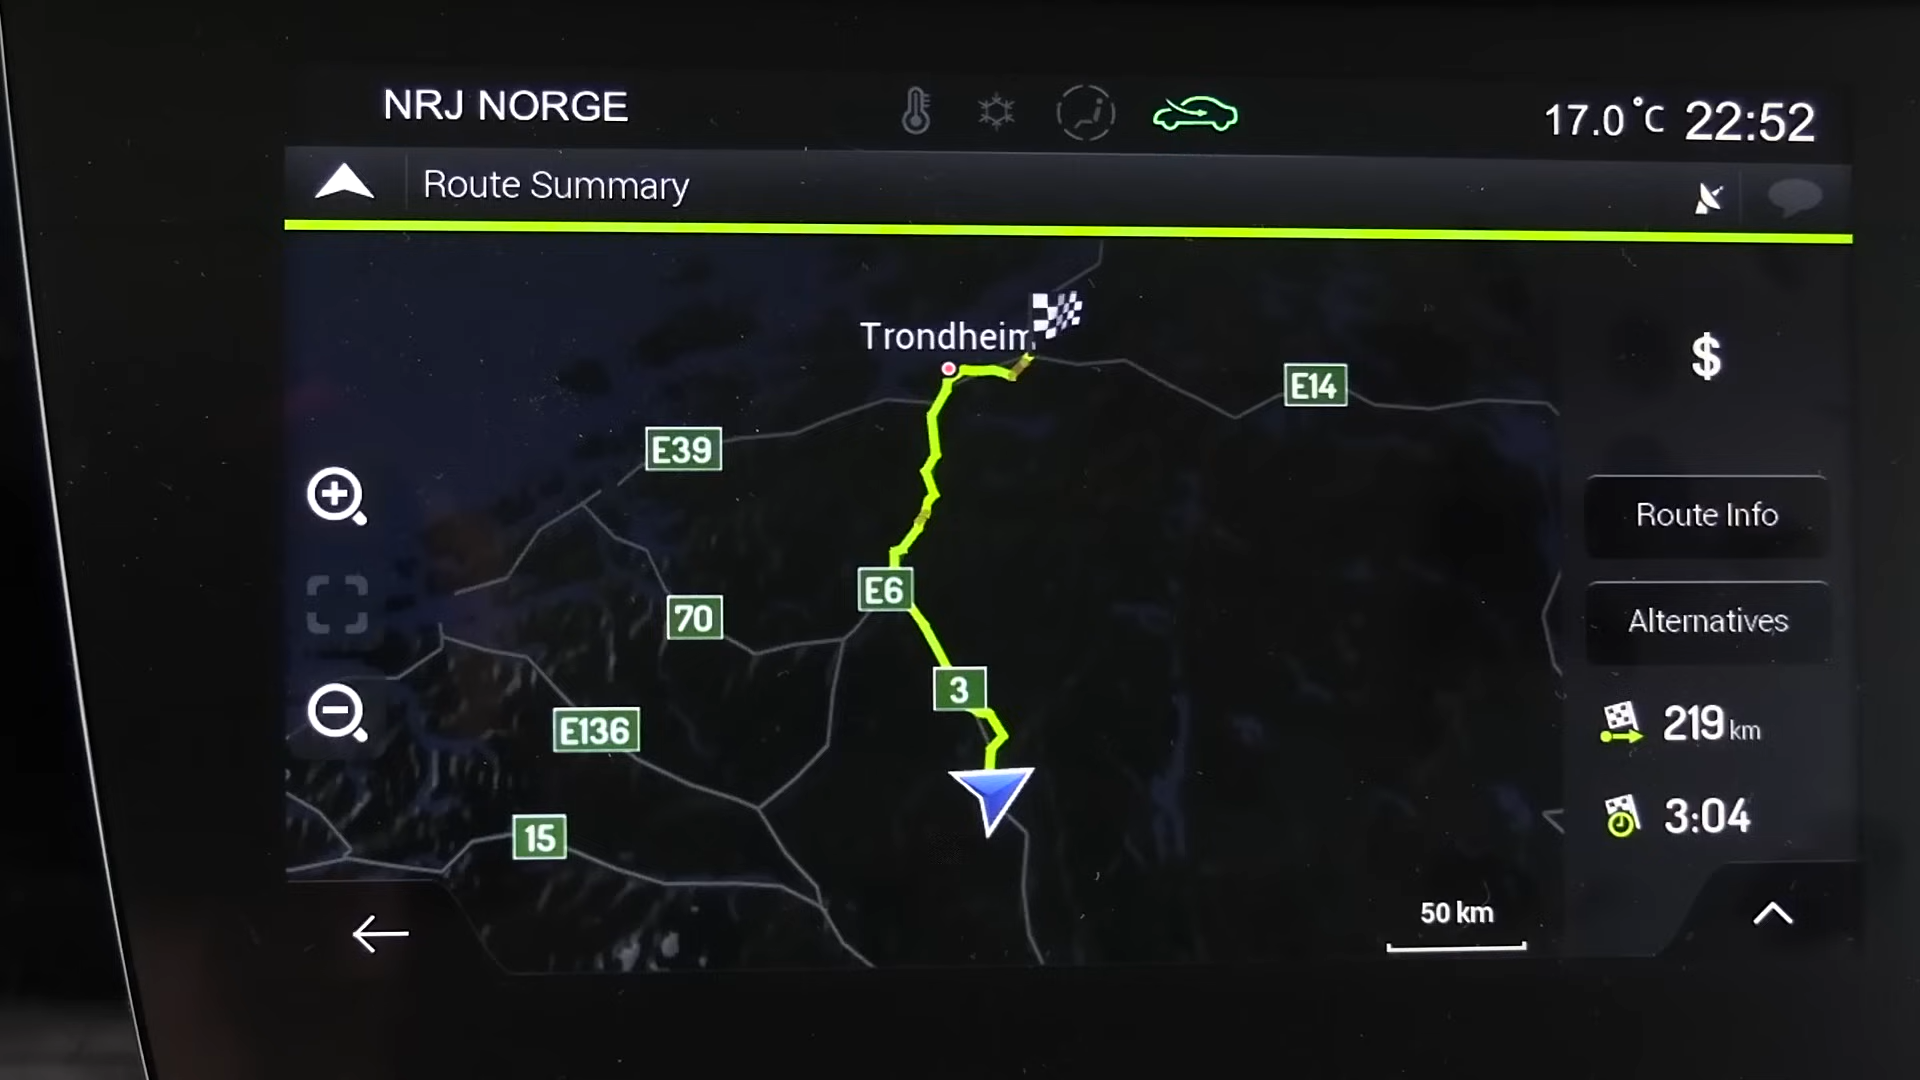 NRJ NORGE
17.0°C 22:52
Route Summary
Trondheim
$
E14
E39
Route Info
E6
70
Alternatives
3
E136
219 km
15
3:04
50 km